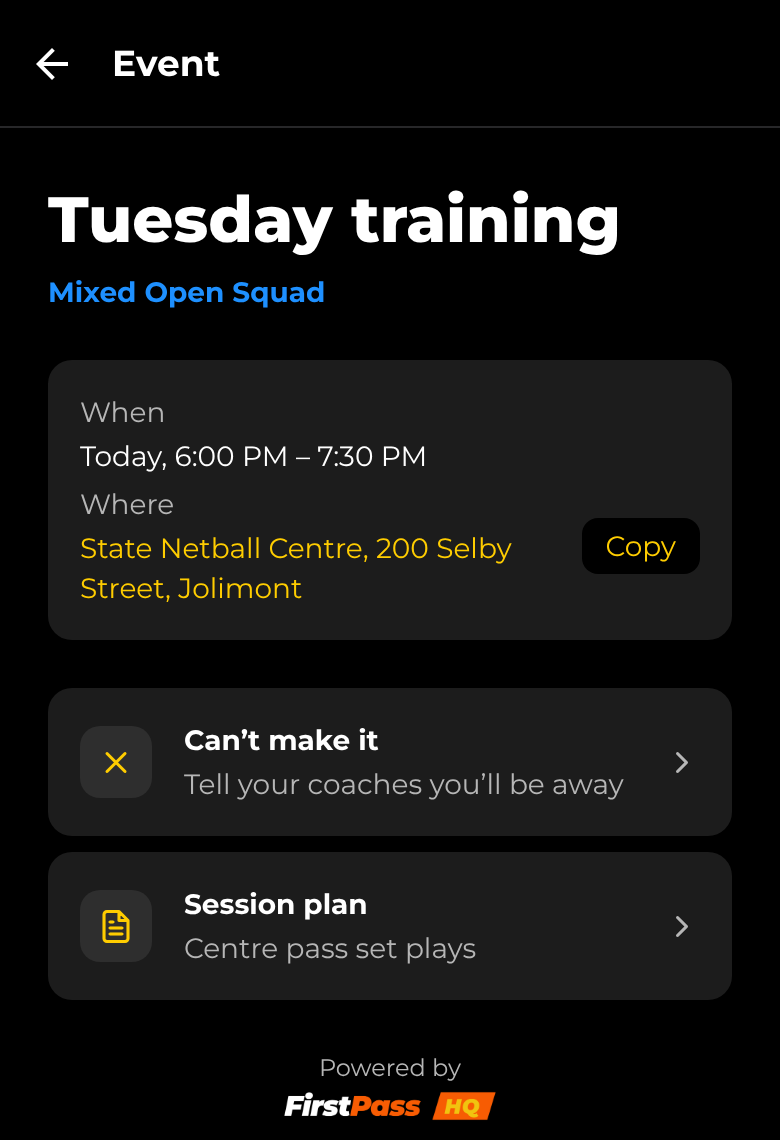 Event
Tuesday training
Mixed Open Squad
When
Today, 6:00 PM – 7:30 PM
Where
State Netball Centre, 200 Selby
Street, Jolimont
Copy
Can’t make it
Tell your coaches you’ll be away
Session plan
Centre pass set plays
Powered by
FirstPass HQ